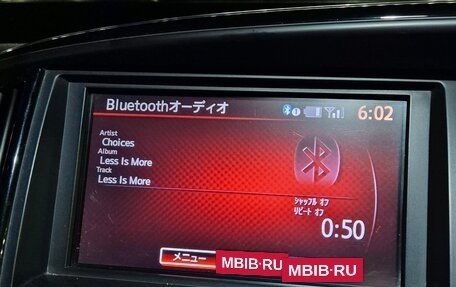 Bluetoothオーディオ
6:02
Artist
Choices
Album
Less Is More
Track
Less Is More
シャッフル オフ
リピート オフ
0:50
メニュー
MBIB.RU
MBIB.RU